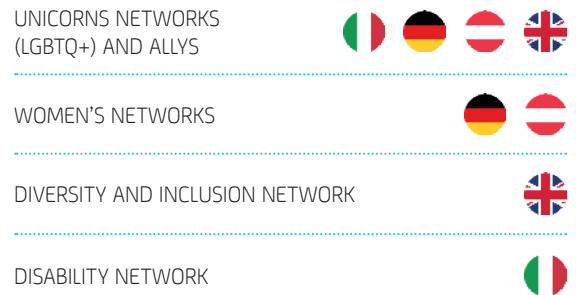 UNICORNS NETWORKS
(LGBTQ+) AND ALLYS
WOMEN'S NETWORKS
DIVERSITY AND INCLUSION NETWORK
DISABILITY NETWORK